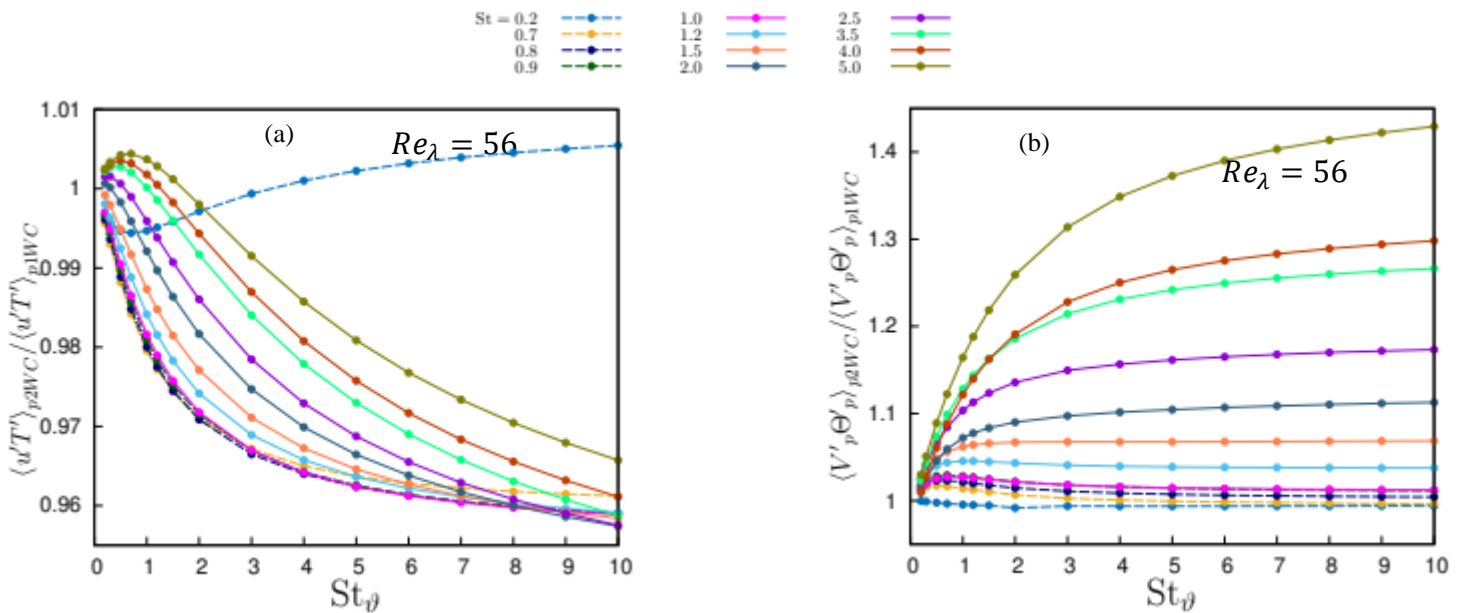 St = 0.2 1.0 2.5
0.7 1.2 3.5
0.8 1.5 4.0
0.9 2.0 5.0
(a)
Re_λ = 56
1.01
1
0.99
0.98
0.97
0.96
⟨u′T′⟩_p2WC/⟨u′T′⟩_p1WC
0 1 2 3 4 5 6 7 8 9 10
St_ϑ
(b)
Re_λ = 56
1.4
1.3
1.2
1.1
1
⟨V′_pΘ′_p⟩_p2WC/⟨V′_pΘ′_p⟩_p1WC
0 1 2 3 4 5 6 7 8 9 10
St_ϑ